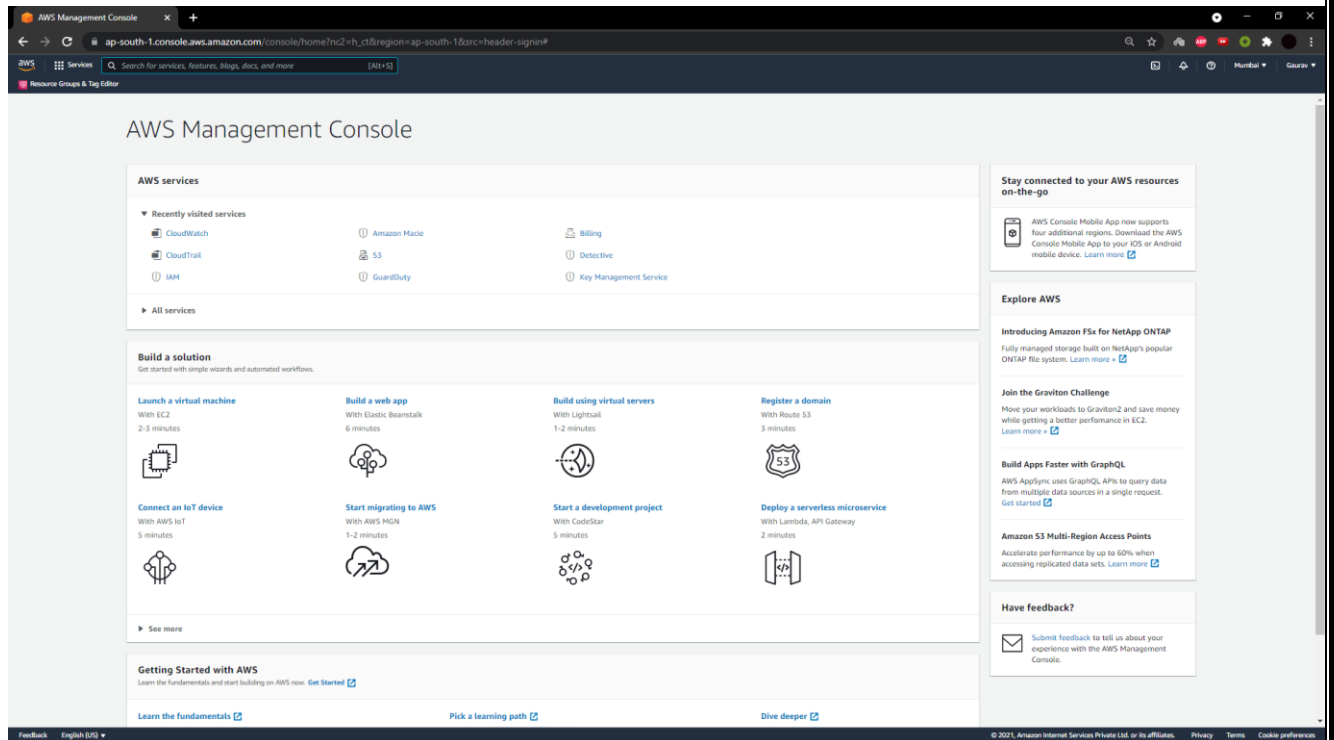 AWS Management Console
ap-south-1.console.aws.amazon.com/console/home?nc2=h_ct&region=ap-south-1&src=header-signin#
aws Services Search for services, features, blogs, docs, and more [Alt+S] Mumbai Gaurav
Resource Groups & Tag Editor
AWS Management Console
AWS services
Recently visited services
CloudWatch Amazon Macie Billing
CloudTrail S3 Detective
IAM GuardDuty Key Management Service
All services
Build a solution
Get started with simple wizards and automated workflows.
Launch a virtual machine
With EC2
2-3 minutes
Build a web app
With Elastic Beanstalk
6 minutes
Build using virtual servers
With Lightsail
1-2 minutes
Register a domain
With Route 53
3 minutes
53
Connect an IoT device
With AWS IoT
5 minutes
Start migrating to AWS
With AWS MGN
1-2 minutes
Start a development project
With CodeStar
5 minutes
Deploy a serverless microservice
With Lambda, API Gateway
2 minutes
See more
Getting Started with AWS
Learn the fundamentals and start building on AWS now. Get Started
Learn the fundamentals Pick a learning path Dive deeper
Stay connected to your AWS resources
on-the-go
AWS Console Mobile App now supports
four additional regions. Download the AWS
Console Mobile App to your iOS or Android
mobile device. Learn more
Explore AWS
Introducing Amazon FSx for NetApp ONTAP
Fully managed storage built on NetApp's popular
ONTAP file system. Learn more »
Join the Graviton Challenge
Move your workloads to Graviton2 and save money
while getting a better perfomance in EC2.
Learn more »
Build Apps Faster with GraphQL
AWS AppSync uses GraphQL APIs to query data
from multiple data sources in a single request.
Get started
Amazon S3 Multi-Region Access Points
Accelerate performance by up to 60% when
accessing replicated data sets. Learn more
Have feedback?
Submit feedback to tell us about your
experience with the AWS Management
Console.
Feedback English (US) © 2021, Amazon Internet Services Private Ltd. or its affiliates. Privacy Terms Cookie preferences